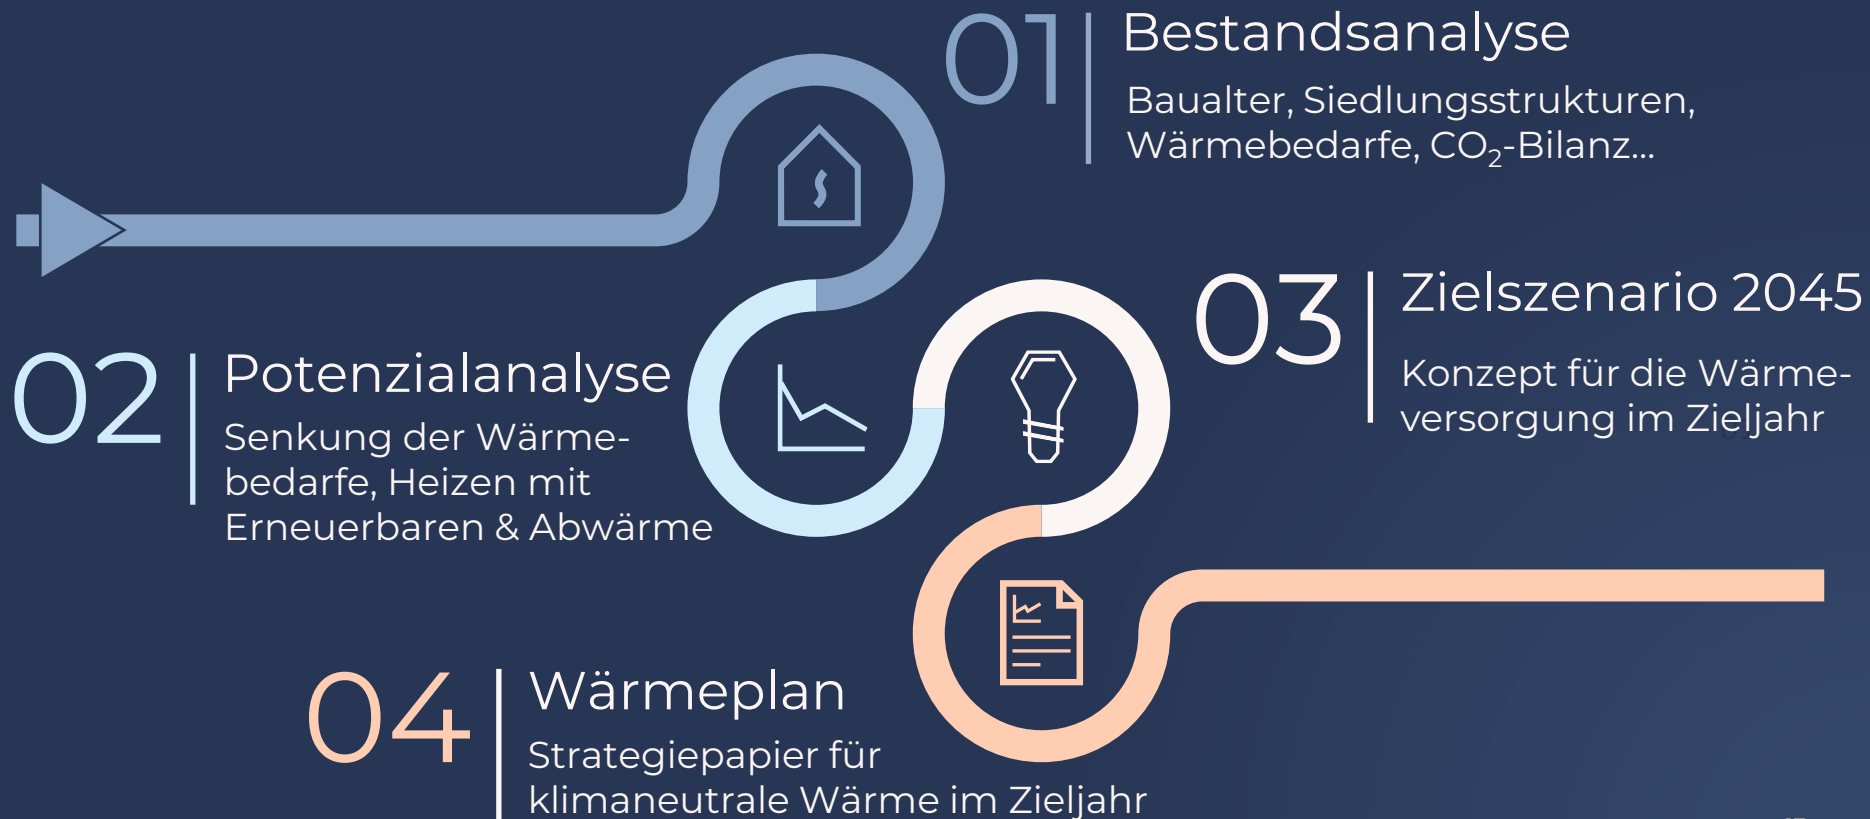 01
Bestandsanalyse
Baualter, Siedlungsstrukturen,
Wärmebedarfe, CO₂-Bilanz...
02
Potenzialanalyse
Senkung der Wärme-
bedarfe, Heizen mit
Erneuerbaren & Abwärme
03
Zielszenario 2045
Konzept für die Wärme-
versorgung im Zieljahr
04
Wärmeplan
Strategiepapier für
klimaneutrale Wärme im Zieljahr